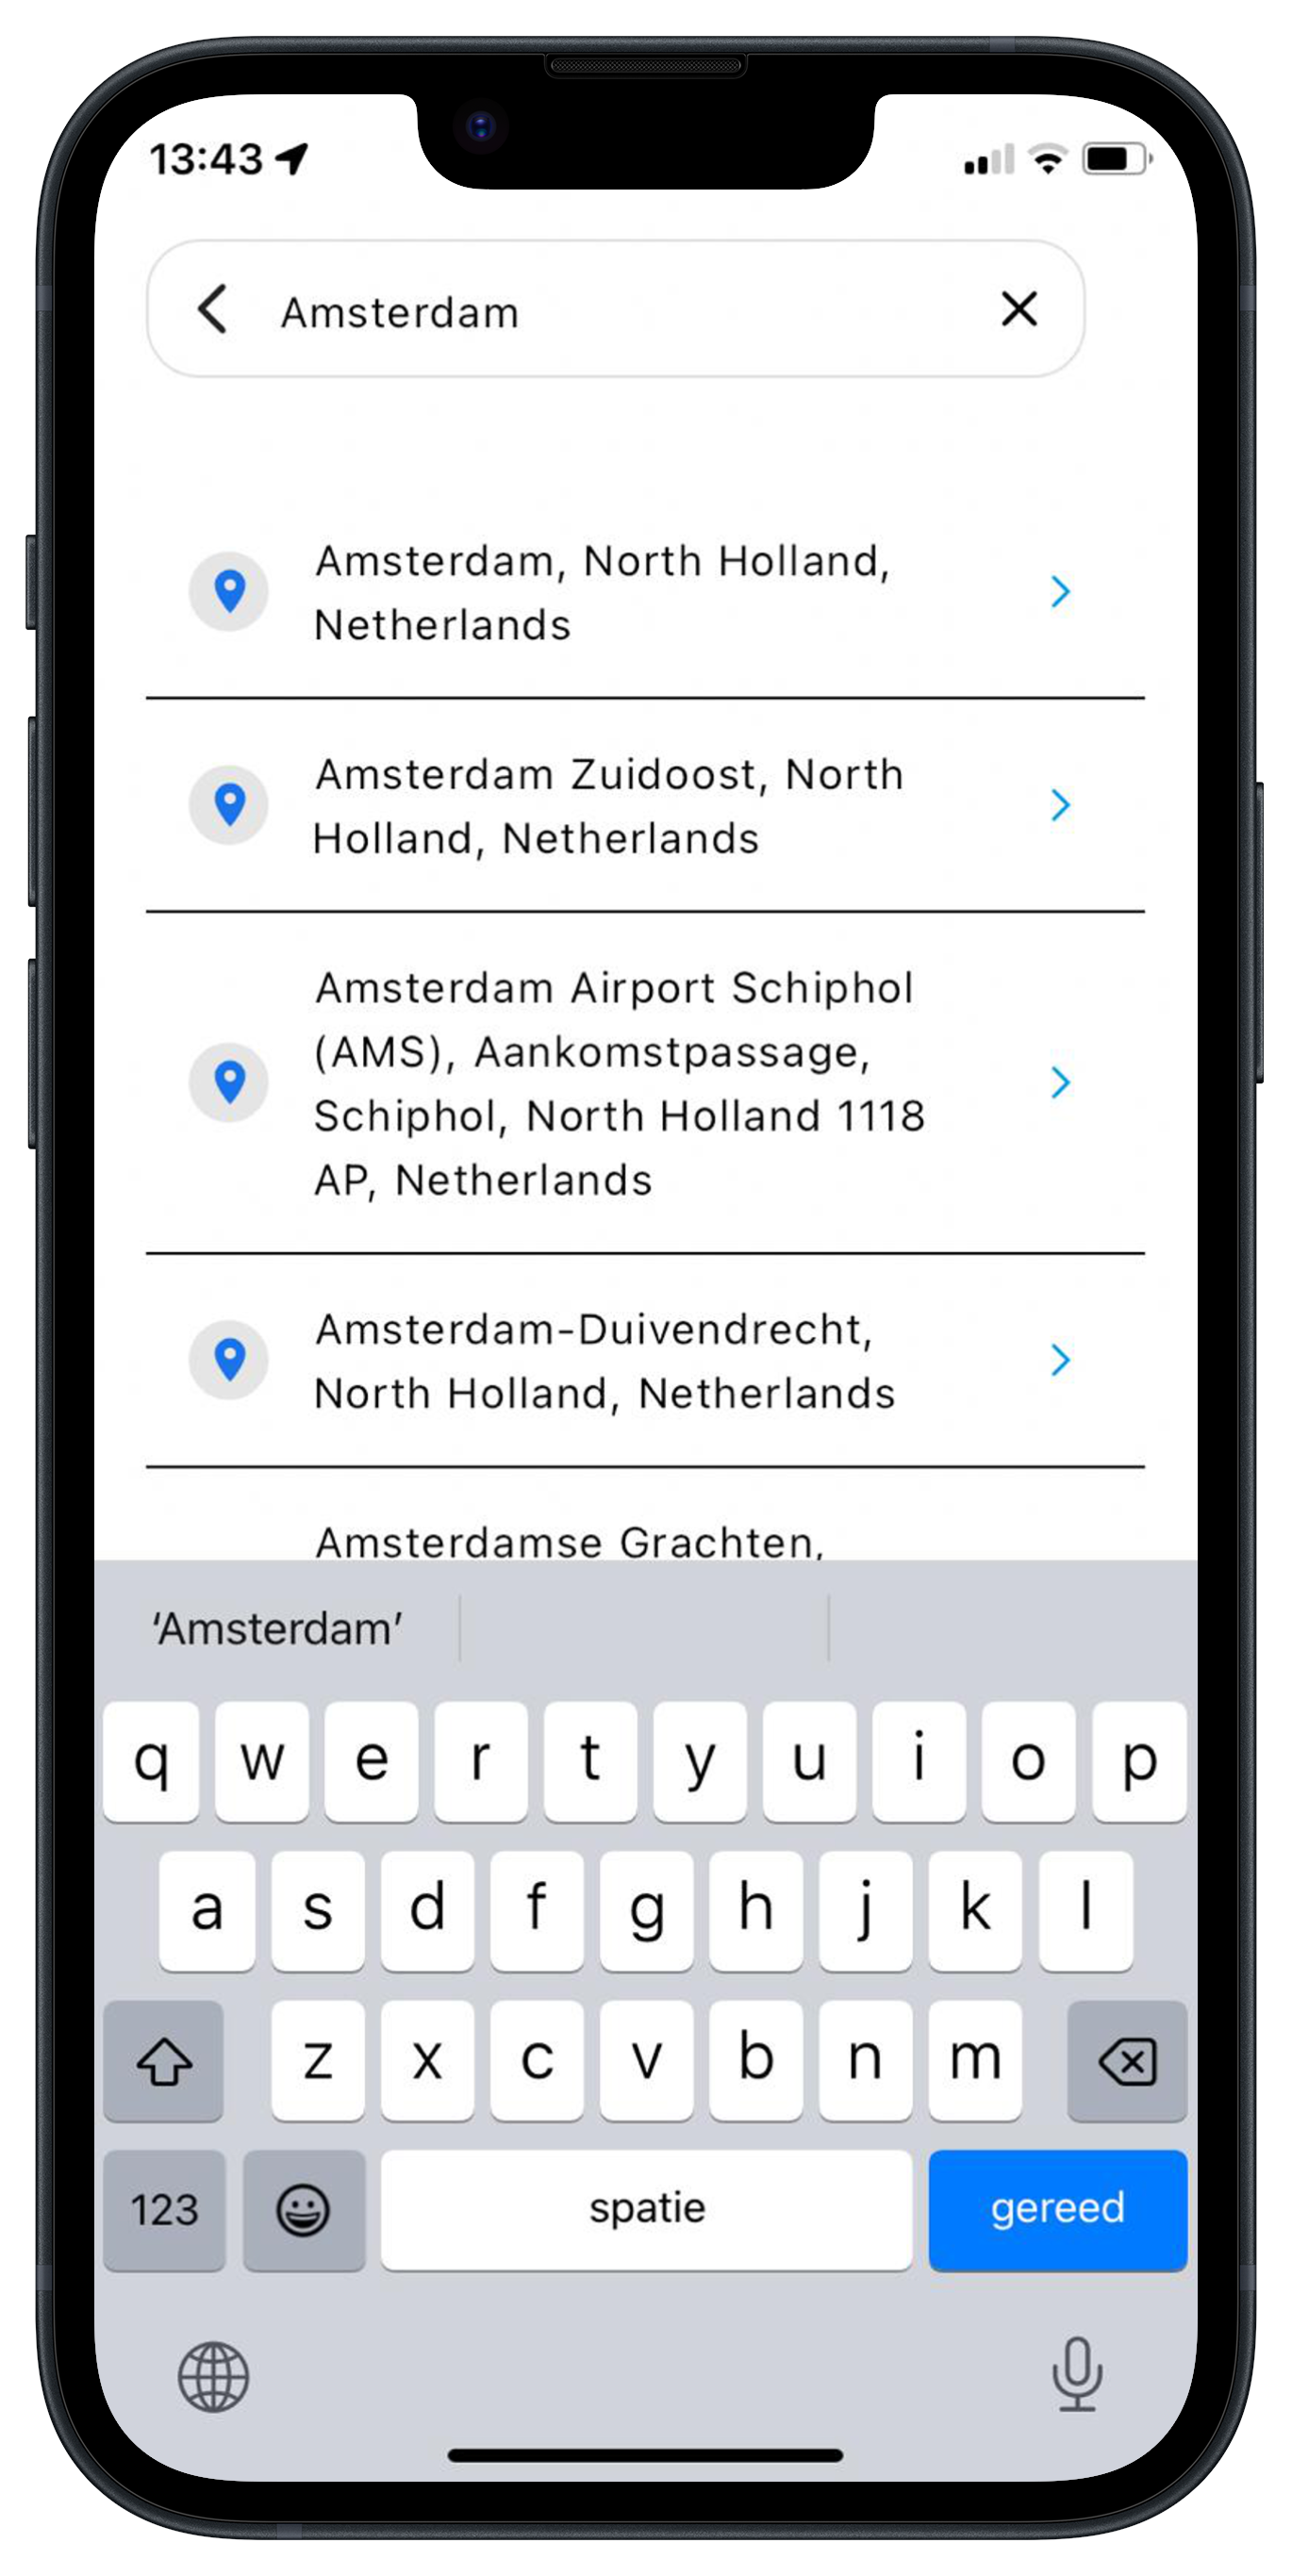 13:43
Amsterdam
Amsterdam, North Holland,
Netherlands
Amsterdam Zuidoost, North
Holland, Netherlands
Amsterdam Airport Schiphol
(AMS), Aankomstpassage,
Schiphol, North Holland 1118
AP, Netherlands
Amsterdam-Duivendrecht,
North Holland, Netherlands
Amsterdamse Grachten,
‘Amsterdam’
q w e r t y u i o p
a s d f g h j k l
z x c v b n m
123 spatie gereed